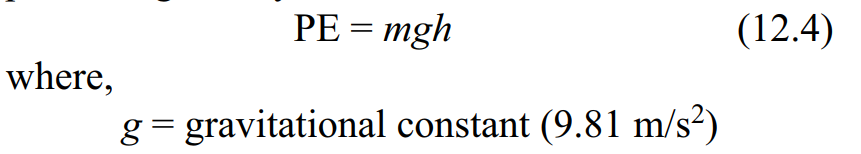 PE = mgh (12.4)
where,
g = gravitational constant (9.81 m/s²)